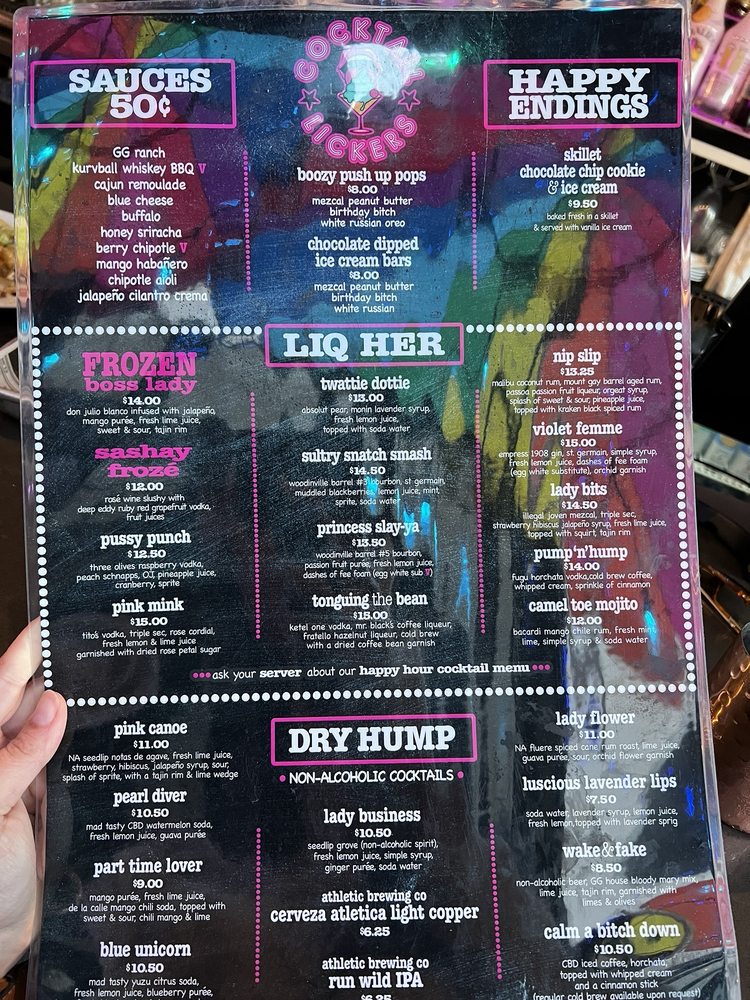 SAUCES
50¢
GG ranch
kurvball whiskey BBQ V
cajun remoulade
blue cheese
buffalo
honey sriracha
berry chipotle V
mango habañero
chipotle aioli
jalapeño cilantro crema
COCKTAIL
LICKERS
boozy push up pops
$8.00
mezcal peanut butter
birthday bitch
white russian oreo
chocolate dipped
ice cream bars
$8.00
mezcal peanut butter
birthday bitch
white russian
HAPPY
ENDINGS
skillet
chocolate chip cookie
& ice cream
$9.50
baked fresh in a skillet
& served with vanilla ice cream
LIQ HER
FROZEN
boss lady
$14.00
don julio blanco infused with jalapeño,
mango purée, fresh lime juice,
sweet & sour, tajin rim
sashay
frozé
$12.00
rosé wine slushy with
deep eddy ruby red grapefruit vodka,
fruit juices
pussy punch
$12.50
three olives raspberry vodka,
peach schnapps, OJ, pineapple juice,
cranberry, sprite
pink mink
$15.00
tito's vodka, triple sec, rose cordial,
fresh lemon & lime juice
garnished with dried rose petal sugar
twattie dottie
$13.00
absolut pear, monin lavender syrup,
fresh lemon juice,
topped with soda water
sultry snatch smash
$14.50
woodinville barrel #3 bourbon, st germain,
muddled blackberries, lemon juice, mint,
sprite, soda water
princess slay-ya
$13.50
woodinville barrel #5 bourbon,
passion fruit purée, fresh lemon juice,
dashes of fee foam (egg white sub V)
tonguing the bean
$15.00
ketel one vodka, mr. black's coffee liqueur,
fratello hazelnut liqueur, cold brew
with a dried coffee bean garnish
nip slip
$13.25
malibu coconut rum, mount gay barrel aged rum,
passoa passion fruit liqueur, orgeat syrup,
splash of sweet & sour, pineapple juice,
topped with kraken black spiced rum
violet femme
$15.00
empress 1908 gin, st. germain, simple syrup,
fresh lemon juice, dashes of fee foam
(egg white substitute), orchid garnish
lady bits
$14.50
illegal joven mezcal, triple sec,
strawberry hibiscus jalapeño syrup, fresh lime juice,
topped with squirt, tajin rim
pump'n'hump
$14.00
fugu horchata vodka, cold brew coffee,
whipped cream, sprinkle of cinnamon
camel toe mojito
$12.00
bacardi mango chile rum, fresh mint
lime, simple syrup & soda water
ask your server about our happy hour cocktail menu
DRY HUMP
NON-ALCOHOLIC COCKTAILS
pink canoe
$11.00
NA seedlip notas de agave, fresh lime juice,
strawberry, hibiscus, jalapeño syrup, sour,
splash of sprite, with a tajin rim & lime wedge
pearl diver
$10.50
mad tasty CBD watermelon soda,
fresh lemon juice, guava purée
part time lover
$9.00
mango purée, fresh lime juice,
de la calle mango chili soda, topped with
sweet & sour, chili mango & lime
blue unicorn
$10.50
mad tasty yuzu citrus soda,
fresh lemon juice, blueberry purée,
lady business
$10.50
seedlip grove (non-alcoholic spirit),
fresh lemon juice, simple syrup,
ginger purée, soda water
athletic brewing co
cerveza atletica light copper
$6.25
athletic brewing co
run wild IPA
$6.25
lady flower
$11.00
NA fluere spiced cane rum roast, lime juice,
guava purée, sour, orchid flower garnish
luscious lavender lips
$7.50
soda water, lavender syrup, lemon juice,
fresh lemon, topped with lavender sprig
wake&fake
$8.50
non-alcoholic beer, GG house bloody mary mix,
lime juice, tajin rim, garnished with
limes & olives
calm a bitch down
$10.50
CBD iced coffee, horchata,
topped with whipped cream
and a cinnamon stick
(regular cold brew available upon request)